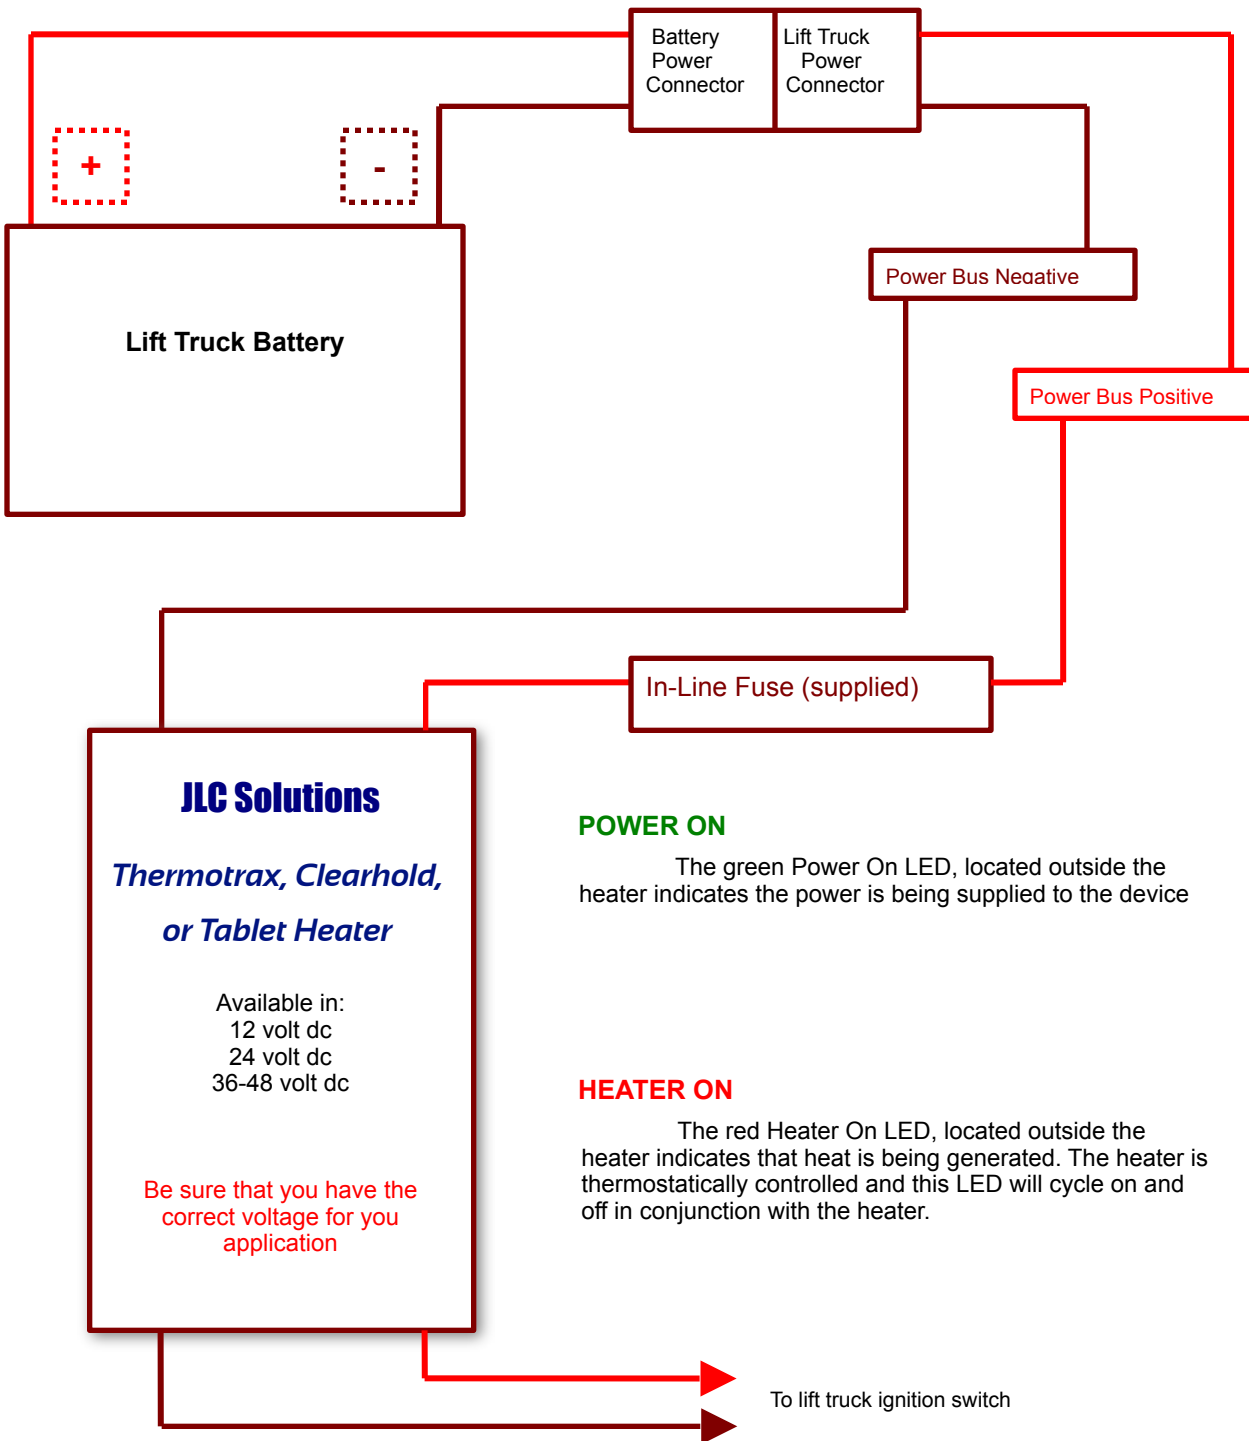 Battery
Power
Connector
Lift Truck
Power
Connector
+
-
Power Bus Negative
Lift Truck Battery
Power Bus Positive
In-Line Fuse (supplied)
JLC Solutions
Thermotrax, Clearhold,
or Tablet Heater
Available in:
12 volt dc
24 volt dc
36-48 volt dc
Be sure that you have the
correct voltage for you
application
POWER ON
The green Power On LED, located outside the
heater indicates the power is being supplied to the device
HEATER ON
The red Heater On LED, located outside the
heater indicates that heat is being generated. The heater is
thermostatically controlled and this LED will cycle on and
off in conjunction with the heater.
To lift truck ignition switch